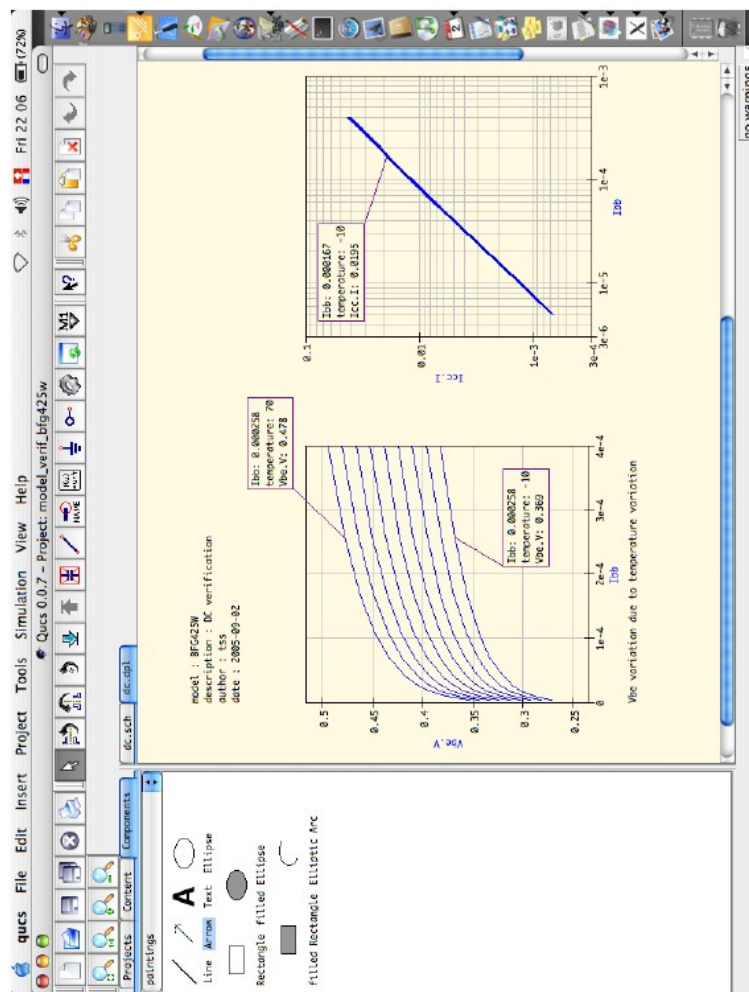 qucs File Edit Insert Project Tools Simulation View Help Fri 22 06 (72%)
Qucs 0.0.7 – Project: model_verif_bfg425w
NAME
M1
Projects Content Components
dc.sch dc.dpl
paintings
Line Arrow Text Ellipse
Rectangle filled Ellipse
filled Rectangle Elliptic Arc
model : BFG425W
description : DC verification
author : tss
date : 2005-09-02
Ibb: 0.000258
temperature: 70
Vbe.V: 0.478
Ibb: 0.000258
temperature: -10
Vbe.V: 0.369
0.5
0.45
0.4
0.35
0.3
0.25
Vbe.V
0 1e-4 2e-4 3e-4 4e-4
Ibb
Vbe variation due to temperature variation
Ibb: 0.000167
temperature: -10
Icc.I: 0.0195
0.1
0.01
1e-3
3e-4
Icc.I
3e-6 1e-5 1e-4 1e-3
Ibb
no warnings